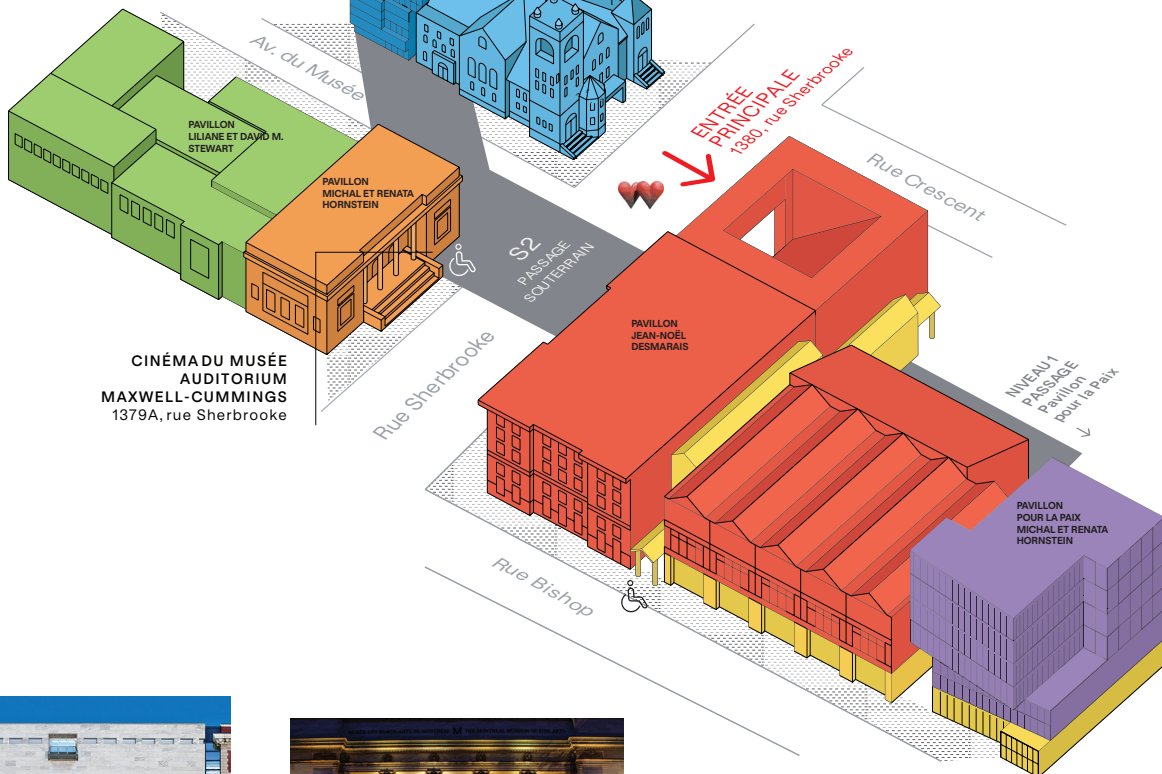 Av. du Musée
ENTRÉE
PRINCIPALE
1380, rue Sherbrooke
Rue Crescent
PAVILLON
LILIANE ET DAVID M.
STEWART
PAVILLON
MICHAL ET RENATA
HORNSTEIN
S2
PASSAGE
SOUTERRAIN
PAVILLON
JEAN-NOËL
DESMARAIS
CINÉMA DU MUSÉE
AUDITORIUM
MAXWELL-CUMMINGS
1379A, rue Sherbrooke
Rue Sherbrooke
NIVEAU 1
PASSAGE
Pavillon
pour la Paix
PAVILLON
POUR LA PAIX
MICHAL ET RENATA
HORNSTEIN
Rue Bishop